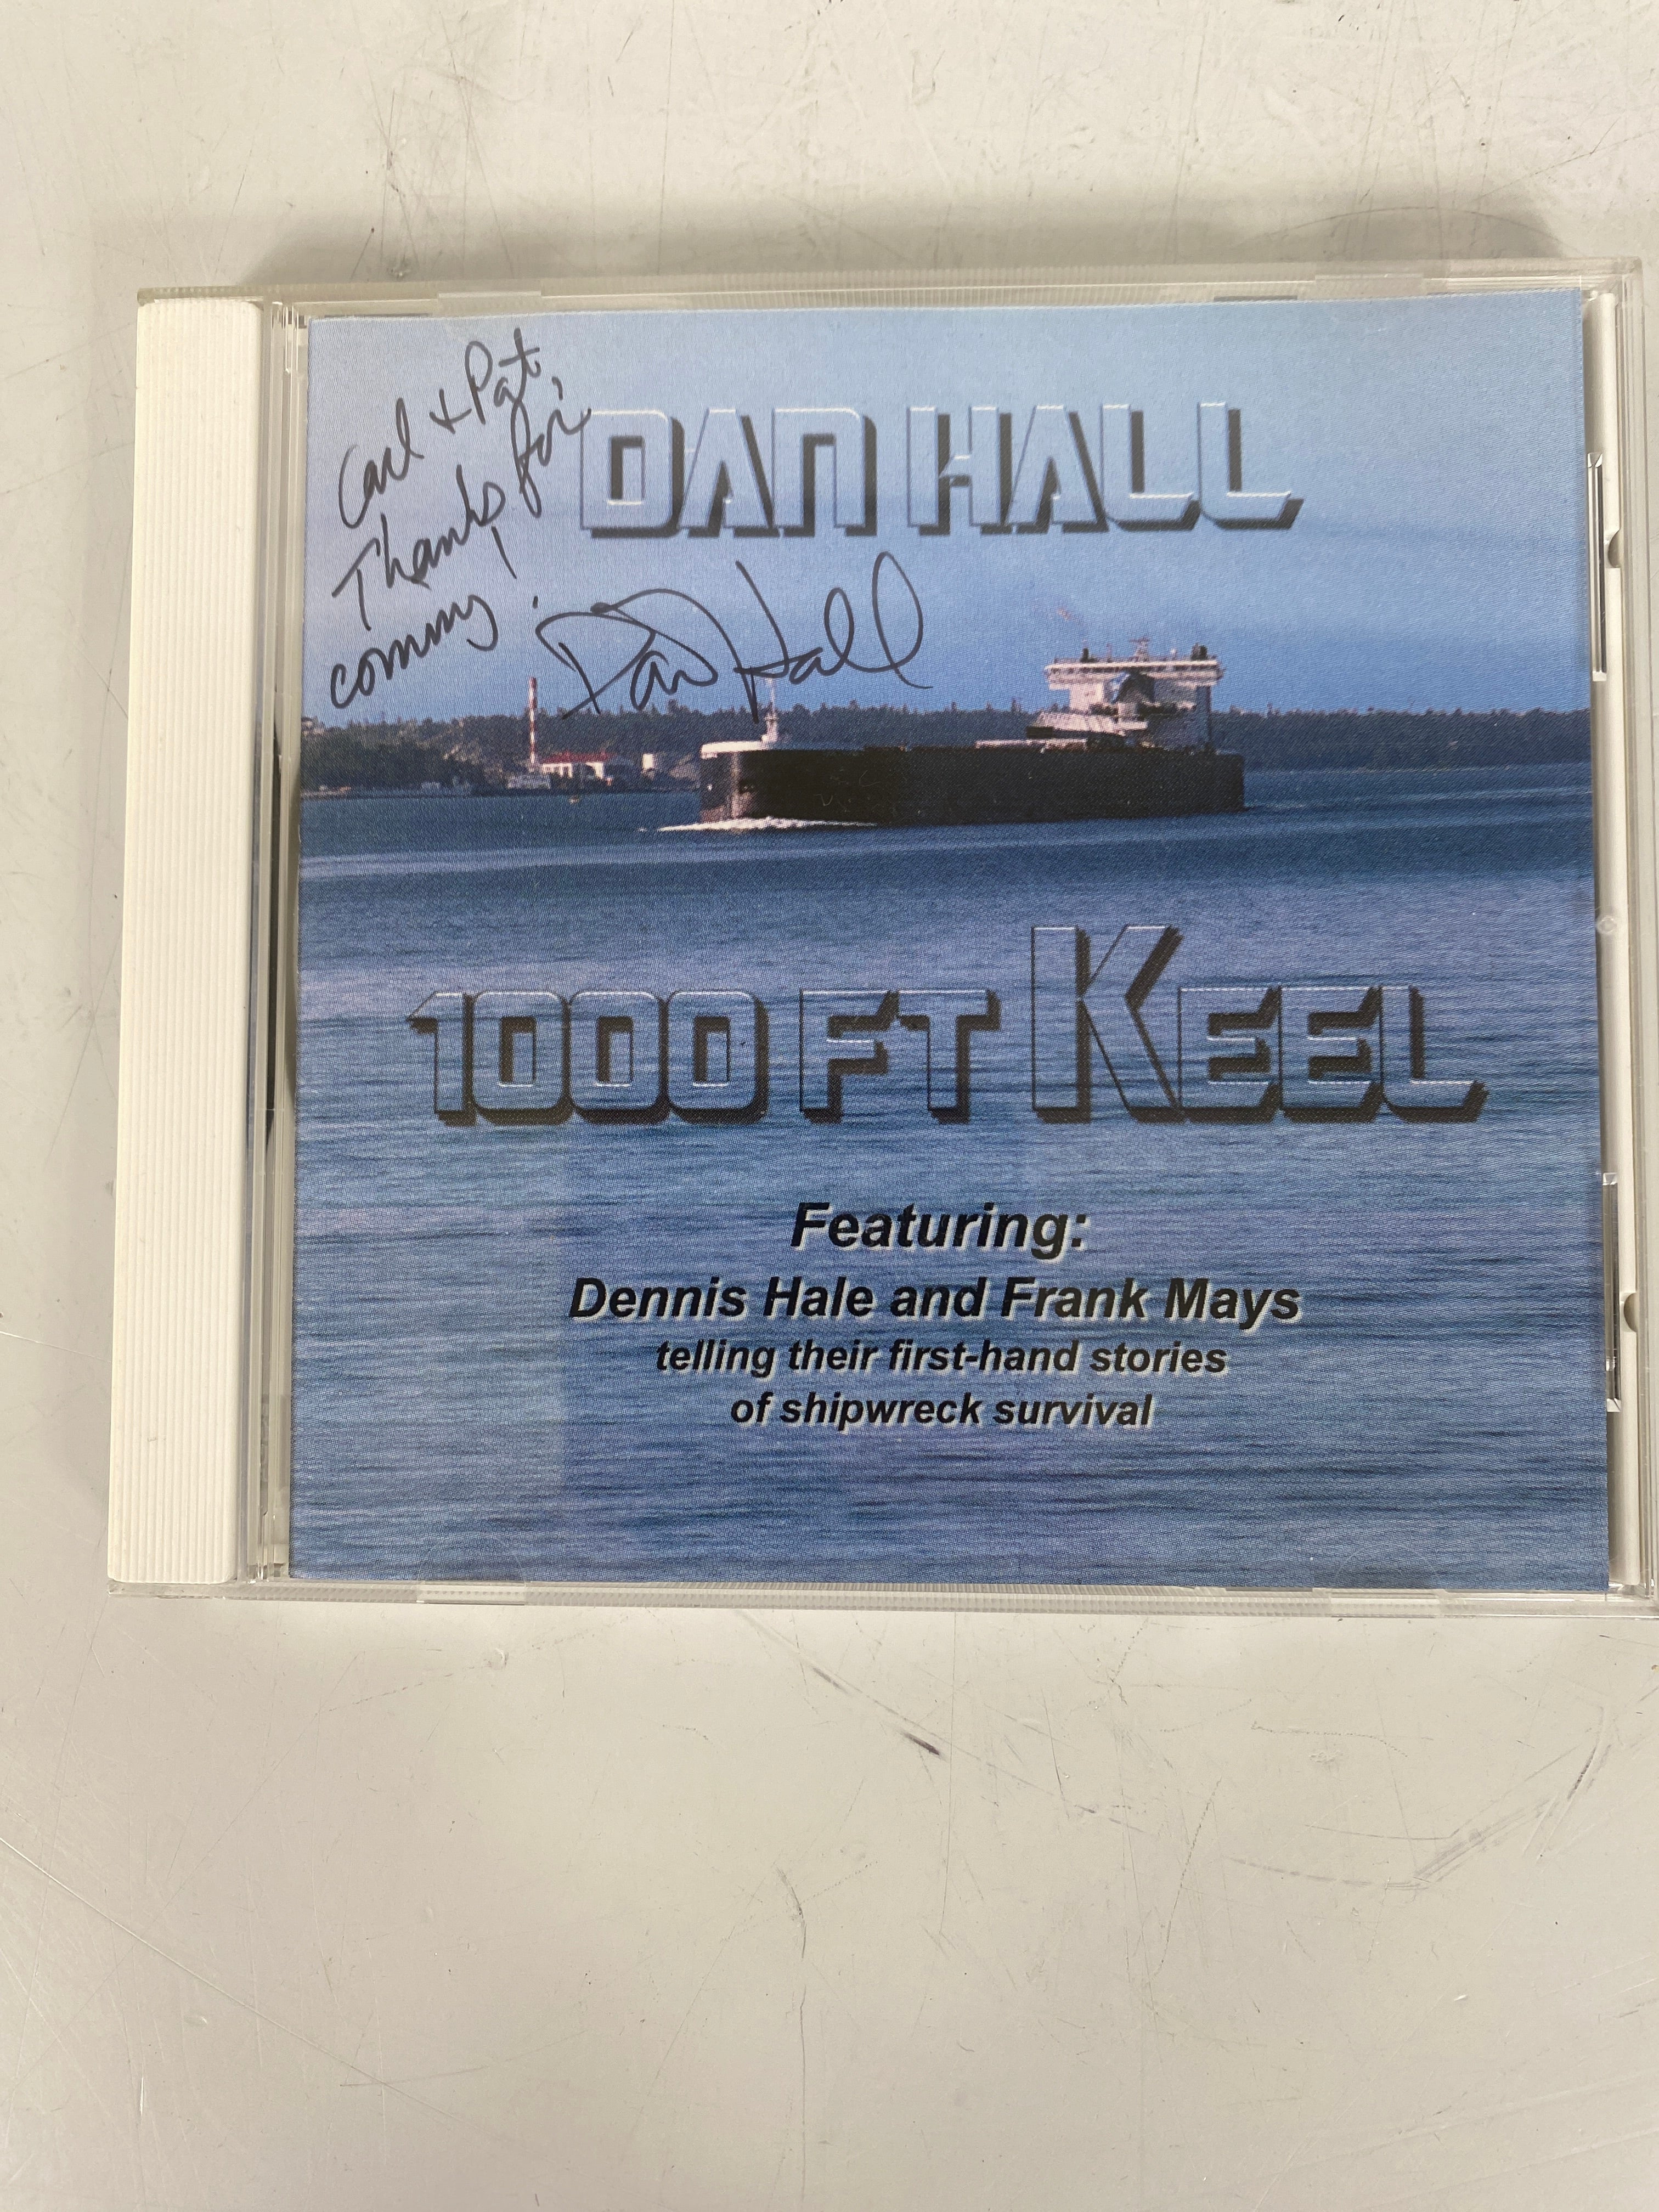 Carl & Pat,
Thanks for
coming!
DAN HALL
Dan Hall
1000 FT KEEL
Featuring:
Dennis Hale and Frank Mays
telling their first-hand stories
of shipwreck survival